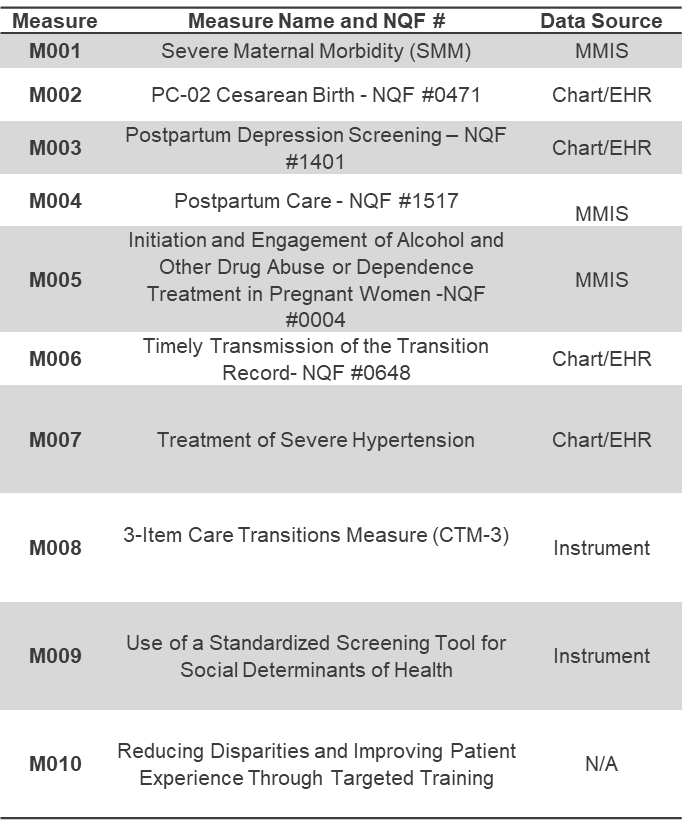 Measure Measure Name and NQF # Data Source
M001 Severe Maternal Morbidity (SMM) MMIS
M002 PC-02 Cesarean Birth - NQF #0471 Chart/EHR
M003 Postpartum Depression Screening – NQF
#1401 Chart/EHR
M004 Postpartum Care - NQF #1517 MMIS
M005 Initiation and Engagement of Alcohol and
Other Drug Abuse or Dependence
Treatment in Pregnant Women -NQF
#0004 MMIS
M006 Timely Transmission of the Transition
Record- NQF #0648 Chart/EHR
M007 Treatment of Severe Hypertension Chart/EHR
M008 3-Item Care Transitions Measure (CTM-3) Instrument
M009 Use of a Standardized Screening Tool for
Social Determinants of Health Instrument
M010 Reducing Disparities and Improving Patient
Experience Through Targeted Training N/A